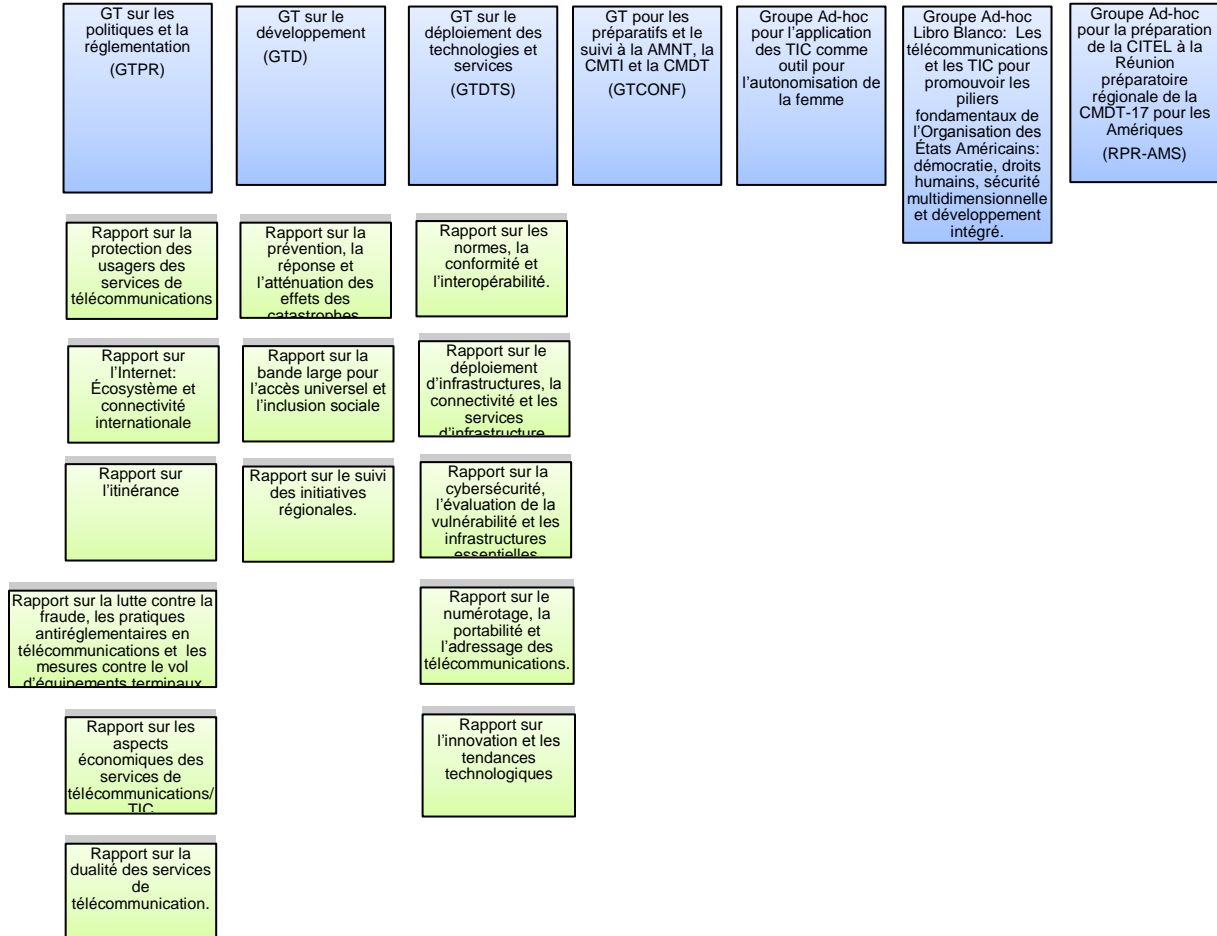 GT sur les
politiques et la
réglementation
(GTPR)
GT sur le
développement
(GTD)
GT sur le
déploiement des
technologies et
services
(GTDTS)
GT pour les
préparatifs et le
suivi à la AMNT, la
CMTI et la CMDT
(GTCONF)
Groupe Ad-hoc
pour l’application
des TIC comme
outil pour
l’autonomisation de
la femme
Groupe Ad-hoc
Libro Blanco: Les
télécommunications
et les TIC pour
promouvoir les
piliers
fondamentaux de
l’Organisation des
États Américains:
démocratie, droits
humains, sécurité
multidimensionnelle
et développement
intégré.
Groupe Ad-hoc
pour la préparation
de la CITEL à la
Réunion
préparatoire
régionale de la
CMDT-17 pour les
Amériques
(RPR-AMS)
Rapport sur la
protection des
usagers des
services de
télécommunications
Rapport sur la
prévention, la
réponse et
l’atténuation des
effets des
catastrophes
Rapport sur les
normes, la
conformité et
l’interopérabilité.
Rapport sur
l’Internet:
Écosystème et
connectivité
internationale
Rapport sur la
bande large pour
l’accès universel et
l’inclusion sociale
Rapport sur le
déploiement
d’infrastructures, la
connectivité et les
services
d’infrastructure
Rapport sur
l’itinérance
Rapport sur le suivi
des initiatives
régionales.
Rapport sur la
cybersécurité,
l’évaluation de la
vulnérabilité et les
infrastructures
essentielles
Rapport sur la lutte contre la
fraude, les pratiques
antiréglementaires en
télécommunications et les
mesures contre le vol
d’équipements terminaux
Rapport sur le
numérotage, la
portabilité et
l’adressage des
télécommunications.
Rapport sur les
aspects
économiques des
services de
télécommunications/
TIC
Rapport sur
l’innovation et les
tendances
technologiques
Rapport sur la
dualité des services
de
télécommunication.